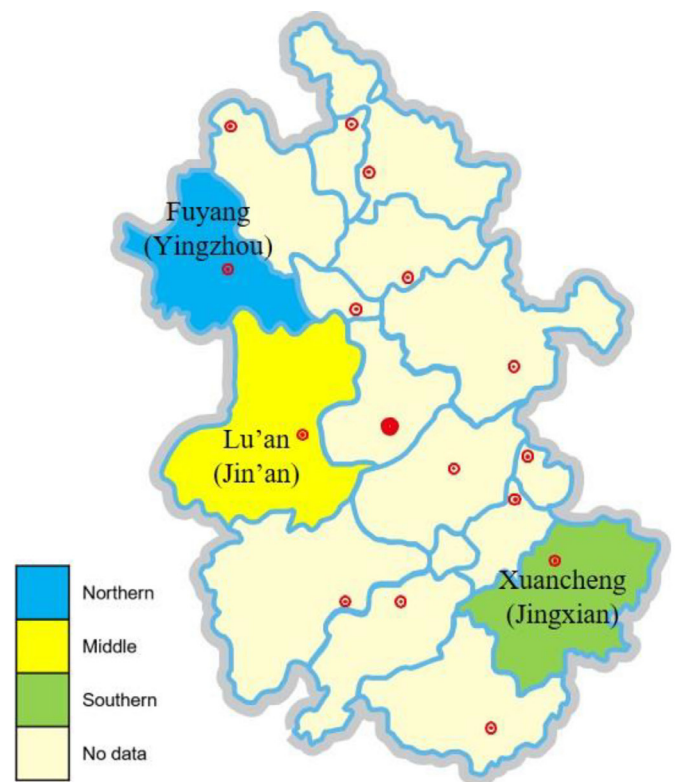 Fuyang
(Yingzhou)
Lu’an
(Jin’an)
Xuancheng
(Jingxian)
Northern
Middle
Southern
No data